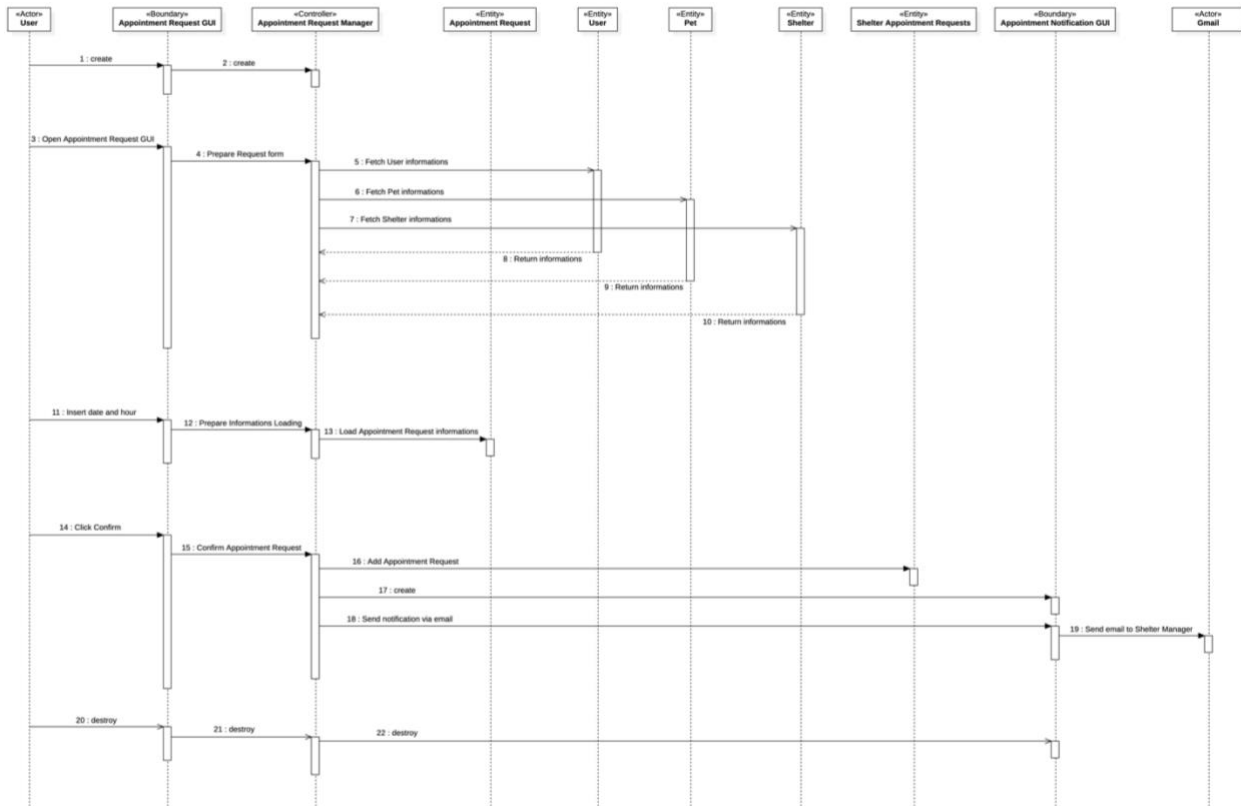 «Actor»
User
«Boundary»
Appointment Request GUI
«Controller»
Appointment Request Manager
«Entity»
Appointment Request
«Entity»
User
«Entity»
Pet
«Entity»
Shelter
«Entity»
Shelter Appointment Requests
«Boundary»
Appointment Notification GUI
«Actor»
Gmail
1 : create
2 : create
3 : Open Appointment Request GUI
4 : Prepare Request form
5 : Fetch User informations
6 : Fetch Pet informations
7 : Fetch Shelter informations
8 : Return informations
9 : Return informations
10 : Return informations
11 : Insert date and hour
12 : Prepare Informations Loading
13 : Load Appointment Request informations
14 : Click Confirm
15 : Confirm Appointment Request
16 : Add Appointment Request
17 : create
18 : Send notification via email
19 : Send email to Shelter Manager
20 : destroy
21 : destroy
22 : destroy